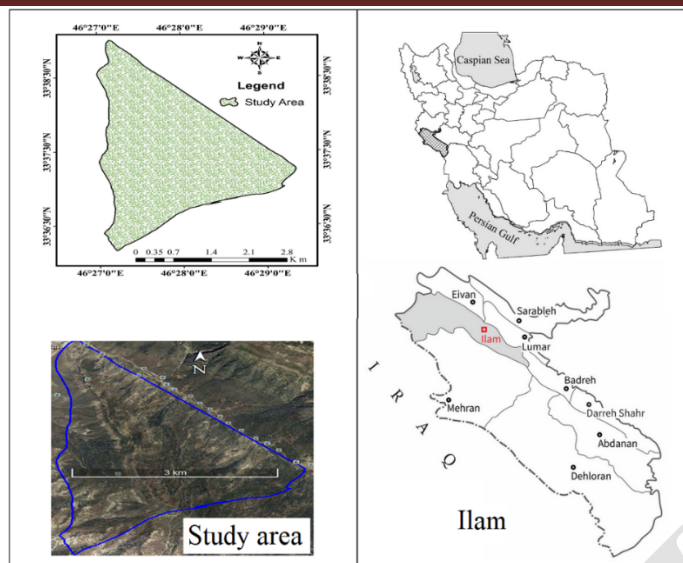 46°27'0"E 46°28'0"E 46°29'0"E
33°38'30"N
33°37'30"N
33°36'30"N
33°38'30"N
33°37'30"N
33°36'30"N
N
W E
S
Legend
Study Area
0 0.35 0.7 1.4 2.1 2.8
K m
46°27'0"E 46°28'0"E 46°29'0"E
Caspian Sea
Persian Gulf
N
3 km
Study area
Eivan
Sarableh
Ilam
Lumar
Badreh
Mehran
Darreh Shahr
Abdanan
Dehloran
I R A Q
Ilam